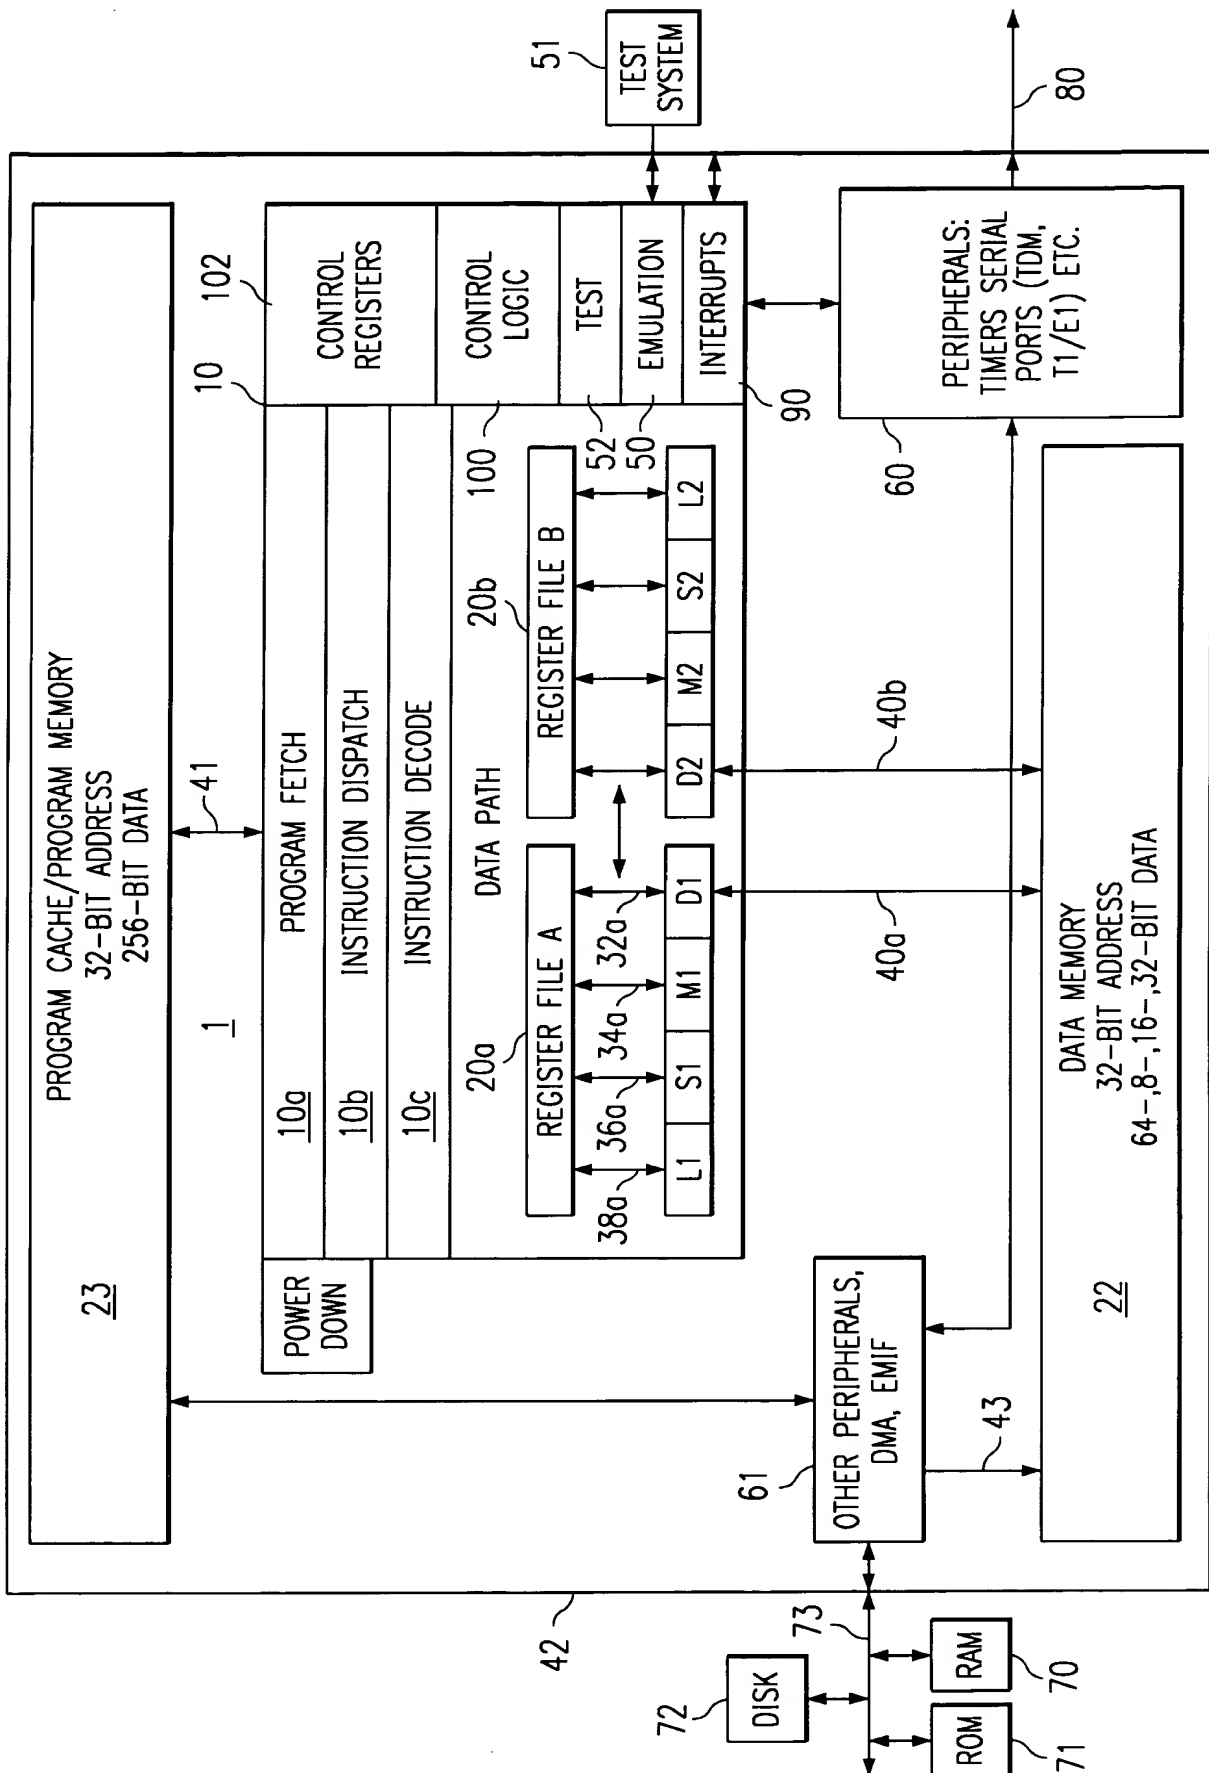 PROGRAM CACHE/PROGRAM MEMORY
32-BIT ADDRESS
256-BIT DATA
23
41
1
POWER
DOWN
10
102
10a
PROGRAM FETCH
10b
INSTRUCTION DISPATCH
10c
INSTRUCTION DECODE
CONTROL
REGISTERS
CONTROL
LOGIC
100
TEST
52
EMULATION
50
INTERRUPTS
90
TEST
SYSTEM
51
DATA PATH
20a
REGISTER FILE A
20b
REGISTER FILE B
38a
36a
34a
32a
L1
S1
M1
D1
D2
M2
S2
L2
40a
40b
42
72
DISK
73
ROM
71
RAM
70
61
OTHER PERIPHERALS,
DMA, EMIF
43
60
PERIPHERALS:
TIMERS SERIAL
PORTS (TDM,
T1/E1) ETC.
80
DATA MEMORY
32-BIT ADDRESS
64-,8-,16-,32-BIT DATA
22